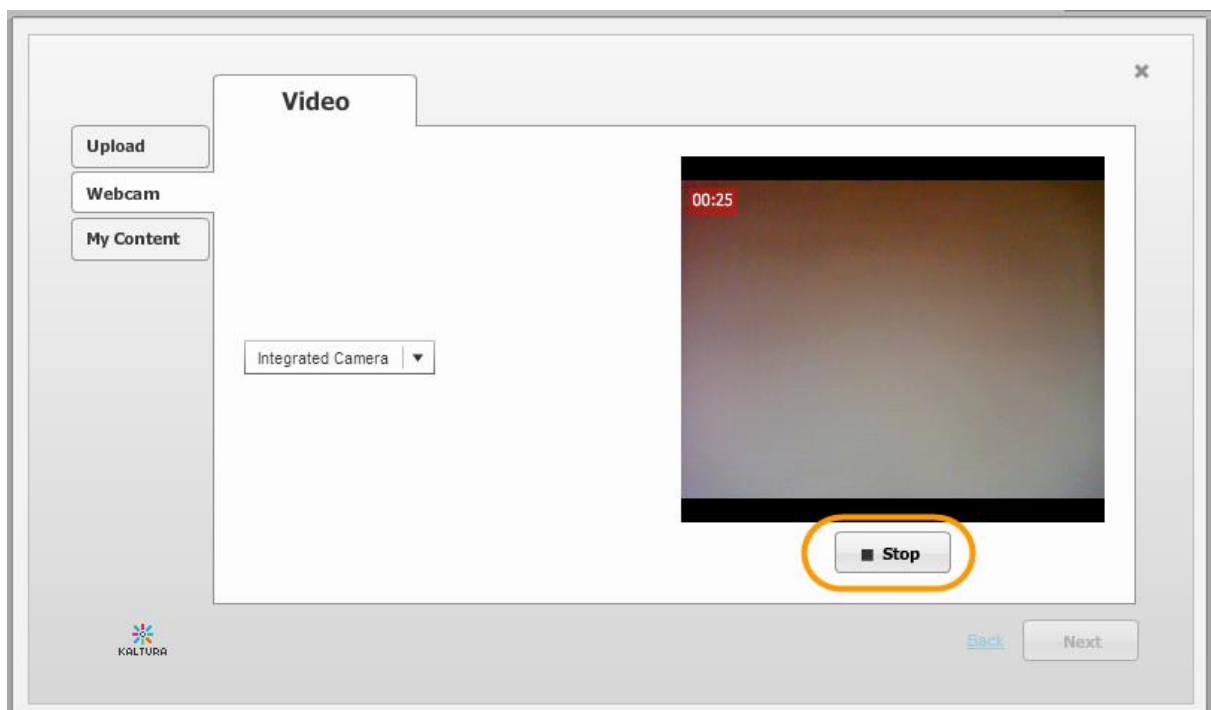 Video
Upload
Webcam
My Content
00:25
Integrated Camera
Stop
KALTURA
Back
Next